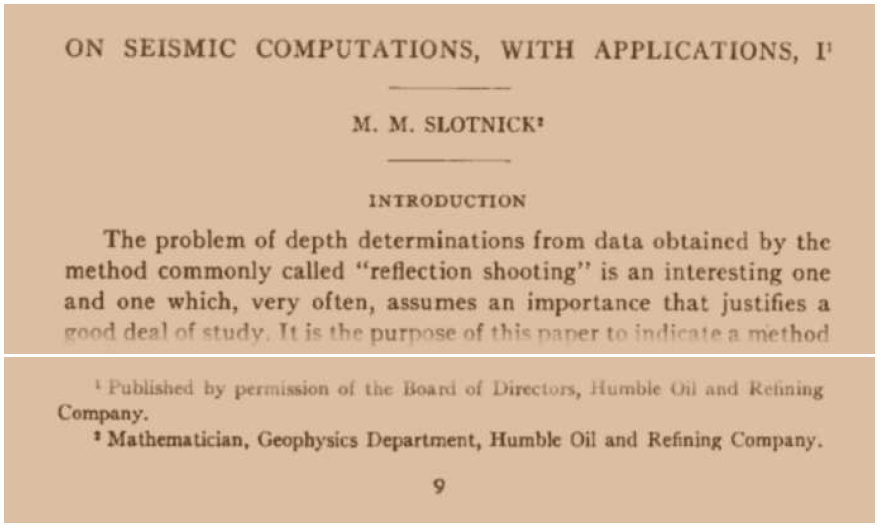 ON SEISMIC COMPUTATIONS, WITH APPLICATIONS, I¹
M. M. SLOTNICK²
INTRODUCTION
The problem of depth determinations from data obtained by the
method commonly called “reflection shooting” is an interesting one
and one which, very often, assumes an importance that justifies a
good deal of study. It is the purpose of this paper to indicate a method
¹ Published by permission of the Board of Directors, Humble Oil and Refining
Company.
² Mathematician, Geophysics Department, Humble Oil and Refining Company.
9